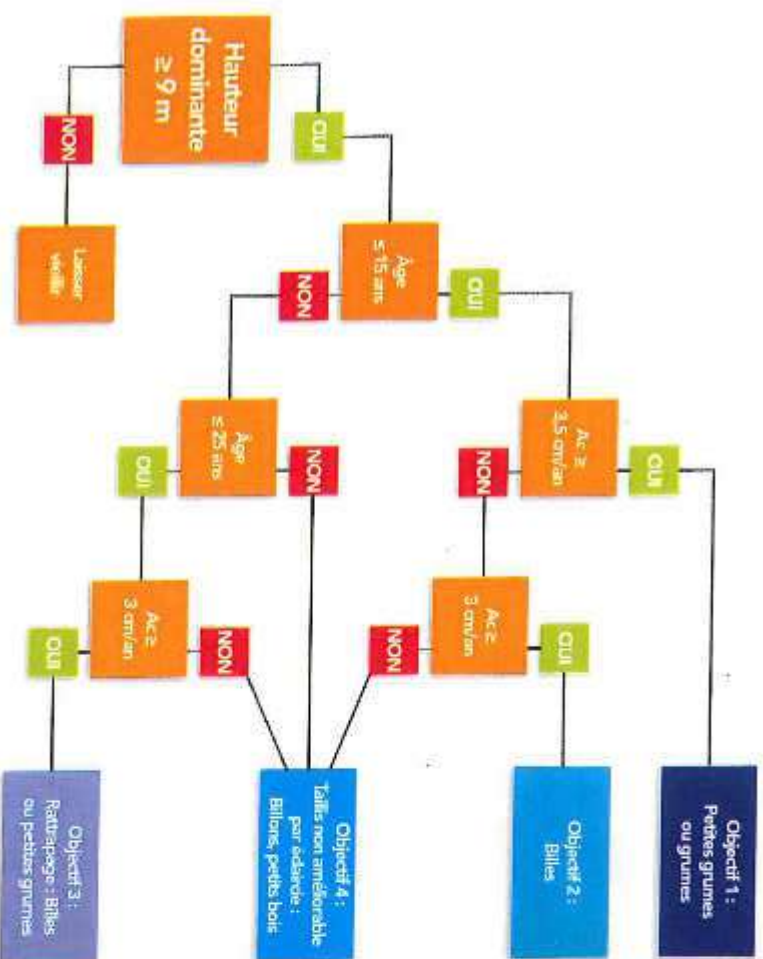 Hauteur
dominante
≥ 9 m
OUI
NON
Laisser
vieillir
Âge
≤ 15 ans
OUI
NON
Ac ≥
3,5 cm/an
OUI
NON
Âge
≤ 25 ans
NON
OUI
Ac ≥
3 cm/an
OUI
NON
Ac ≥
3 cm/an
NON
OUI
Objectif 1 :
Petites grumes
ou grumes
Objectif 2 :
Billes
Objectif 4 :
Taillis non améliorable
par éclaircie :
Billons, petits bois
Objectif 3 :
Rattrapage : Billes
ou petites grumes